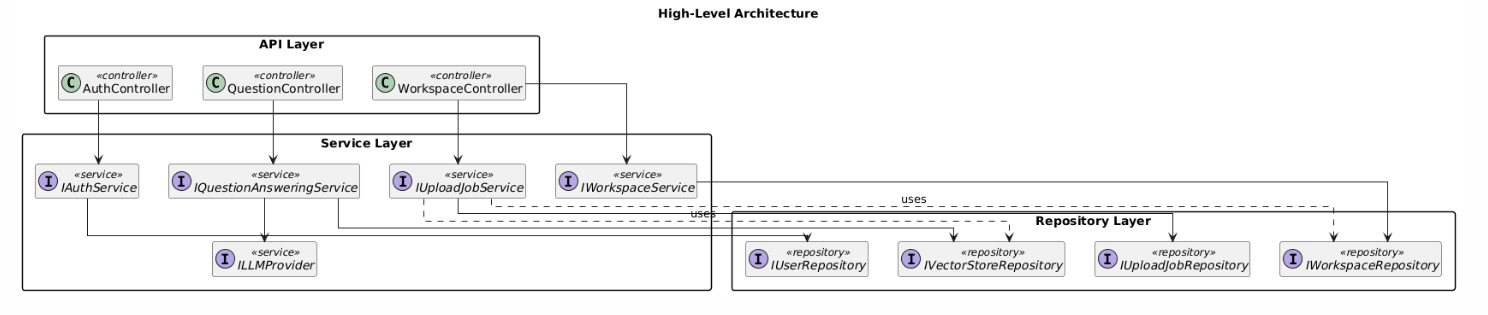 High-Level Architecture
API Layer
C «controller» AuthController
C «controller» QuestionController
C «controller» WorkspaceController
Service Layer
I «service» IAuthService
I «service» IQuestionAnsweringService
I «service» IUploadJobService
I «service» IWorkspaceService
uses
uses
Repository Layer
I «service» ILLMProvider
I «repository» IUserRepository
I «repository» IVectorStoreRepository
I «repository» IUploadJobRepository
I «repository» IWorkspaceRepository